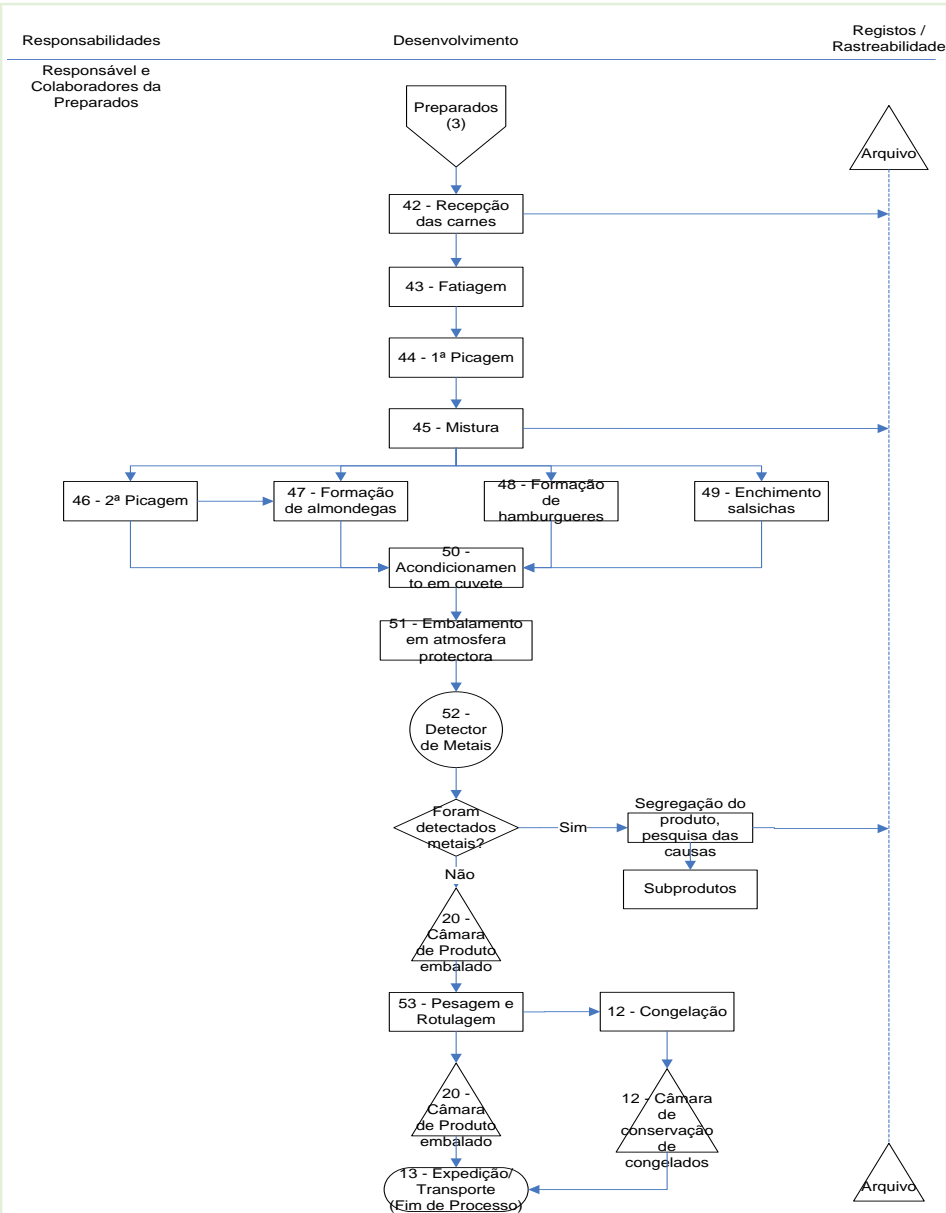 Responsabilidades
Desenvolvimento
Registos /
Rastreabilidade
Responsável e
Colaboradores da
Preparados
Preparados
(3)
Arquivo
42 - Recepção
das carnes
43 - Fatiagem
44 - 1ª Picagem
45 - Mistura
46 - 2ª Picagem
47 - Formação
de almondegas
48 - Formação
de
hamburgueres
49 - Enchimento
salsichas
50 -
Acondicionamen
to em cuvete
51 - Embalamento
em atmosfera
protectora
52 -
Detector
de Metais
Foram
detectados
metais?
Sim
Segregação do
produto,
pesquisa das
causas
Não
Subprodutos
20 -
Câmara
de Produto
embalado
53 - Pesagem e
Rotulagem
12 - Congelação
20 -
Câmara
de Produto
embalado
12 - Câmara
de
conservação
de
congelados
13 - Expedição/
Transporte
(Fim de Processo)
Arquivo